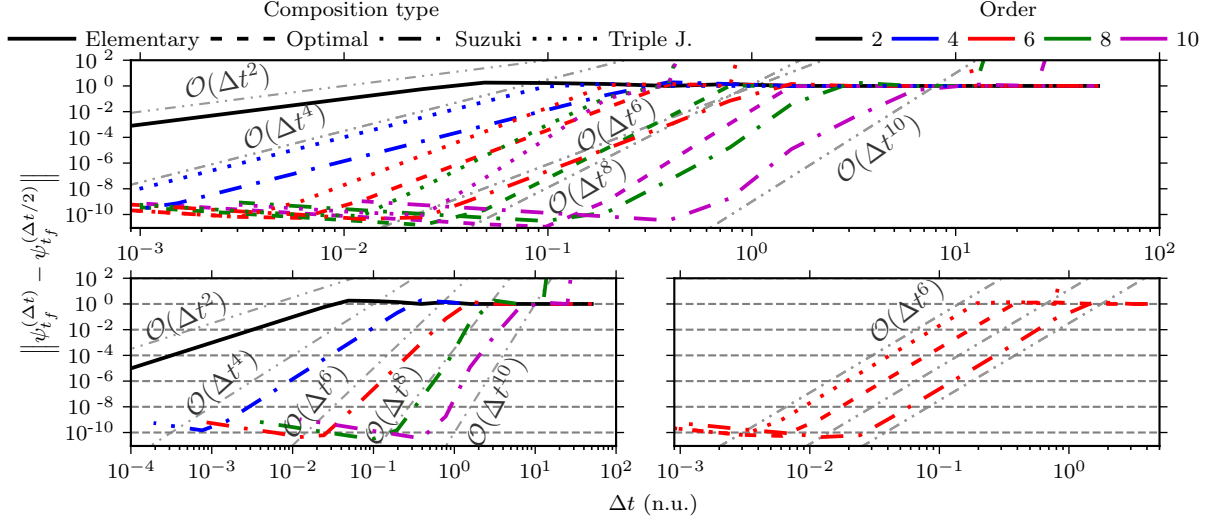 Composition type Order
Elementary Optimal Suzuki Triple J. 2 4 6 8 10
10^2
10^0
10^−2
10^−4
10^−6
10^−8
10^−10
O(Δt^2)
O(Δt^4)
O(Δt^6)
O(Δt^8)
O(Δt^10)
10^−3 10^−2 10^−1 10^0 10^1 10^2
‖ψ_{t_f}^{(Δt)} − ψ_{t_f}^{(Δt/2)}‖
10^2
10^0
10^−2
10^−4
10^−6
10^−8
10^−10
O(Δt^2)
O(Δt^4)
O(Δt^6)
O(Δt^8)
O(Δt^10)
O(Δt^6)
10^−4 10^−3 10^−2 10^−1 10^0 10^1 10^2
10^−3 10^−2 10^−1 10^0
Δt (n.u.)